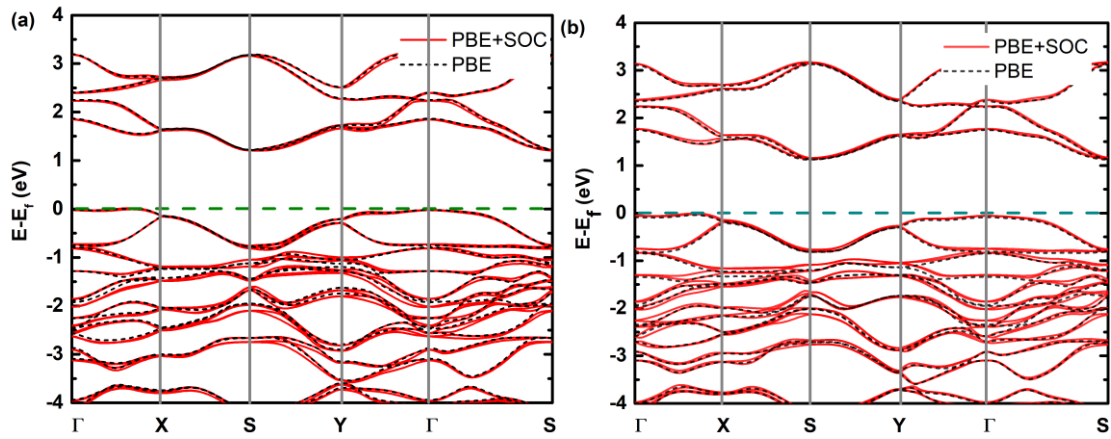 (a)
E-E_f (eV)
4
3
2
1
0
-1
-2
-3
-4
PBE+SOC
PBE
Γ X S Y Γ S
(b)
E-E_f (eV)
4
3
2
1
0
-1
-2
-3
-4
PBE+SOC
PBE
Γ X S Y Γ S